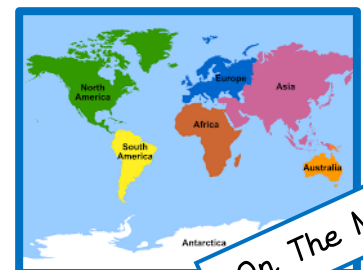 North
America
Europe
Asia
Africa
South
America
Australia
Antarctica
On The